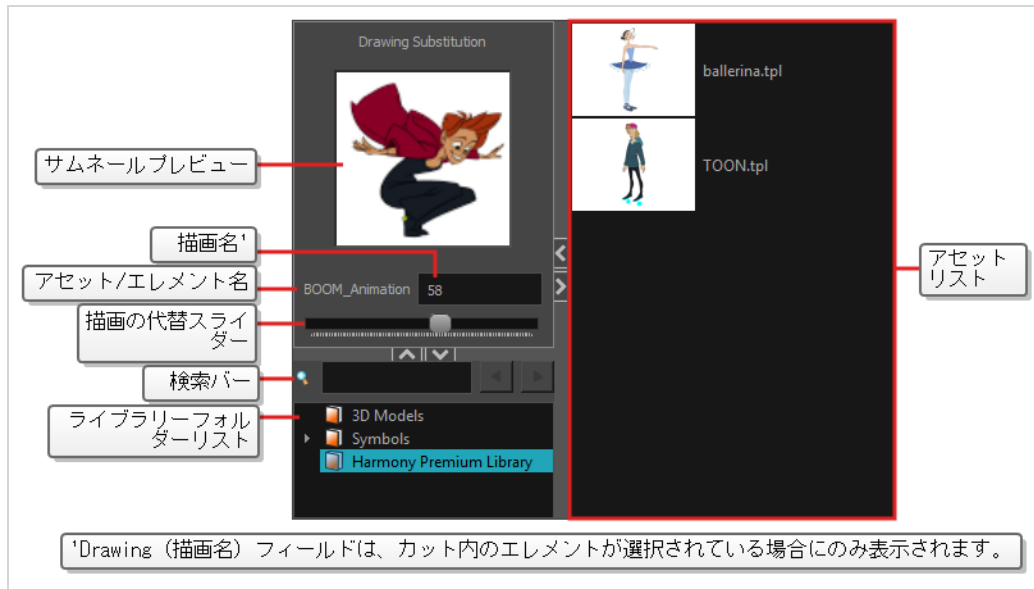 Drawing Substitution
ballerina.tpl
TOON.tpl
サムネールプレビュー
描画名¹
アセット/エレメント名
BOOM_Animation
58
アセット
リスト
描画の代替スライ
ダー
検索バー
ライブラリーフォル
ダーリスト
3D Models
Symbols
Harmony Premium Library
¹Drawing（描画名）フィールドは、カット内のエレメントが選択されている場合にのみ表示されます。